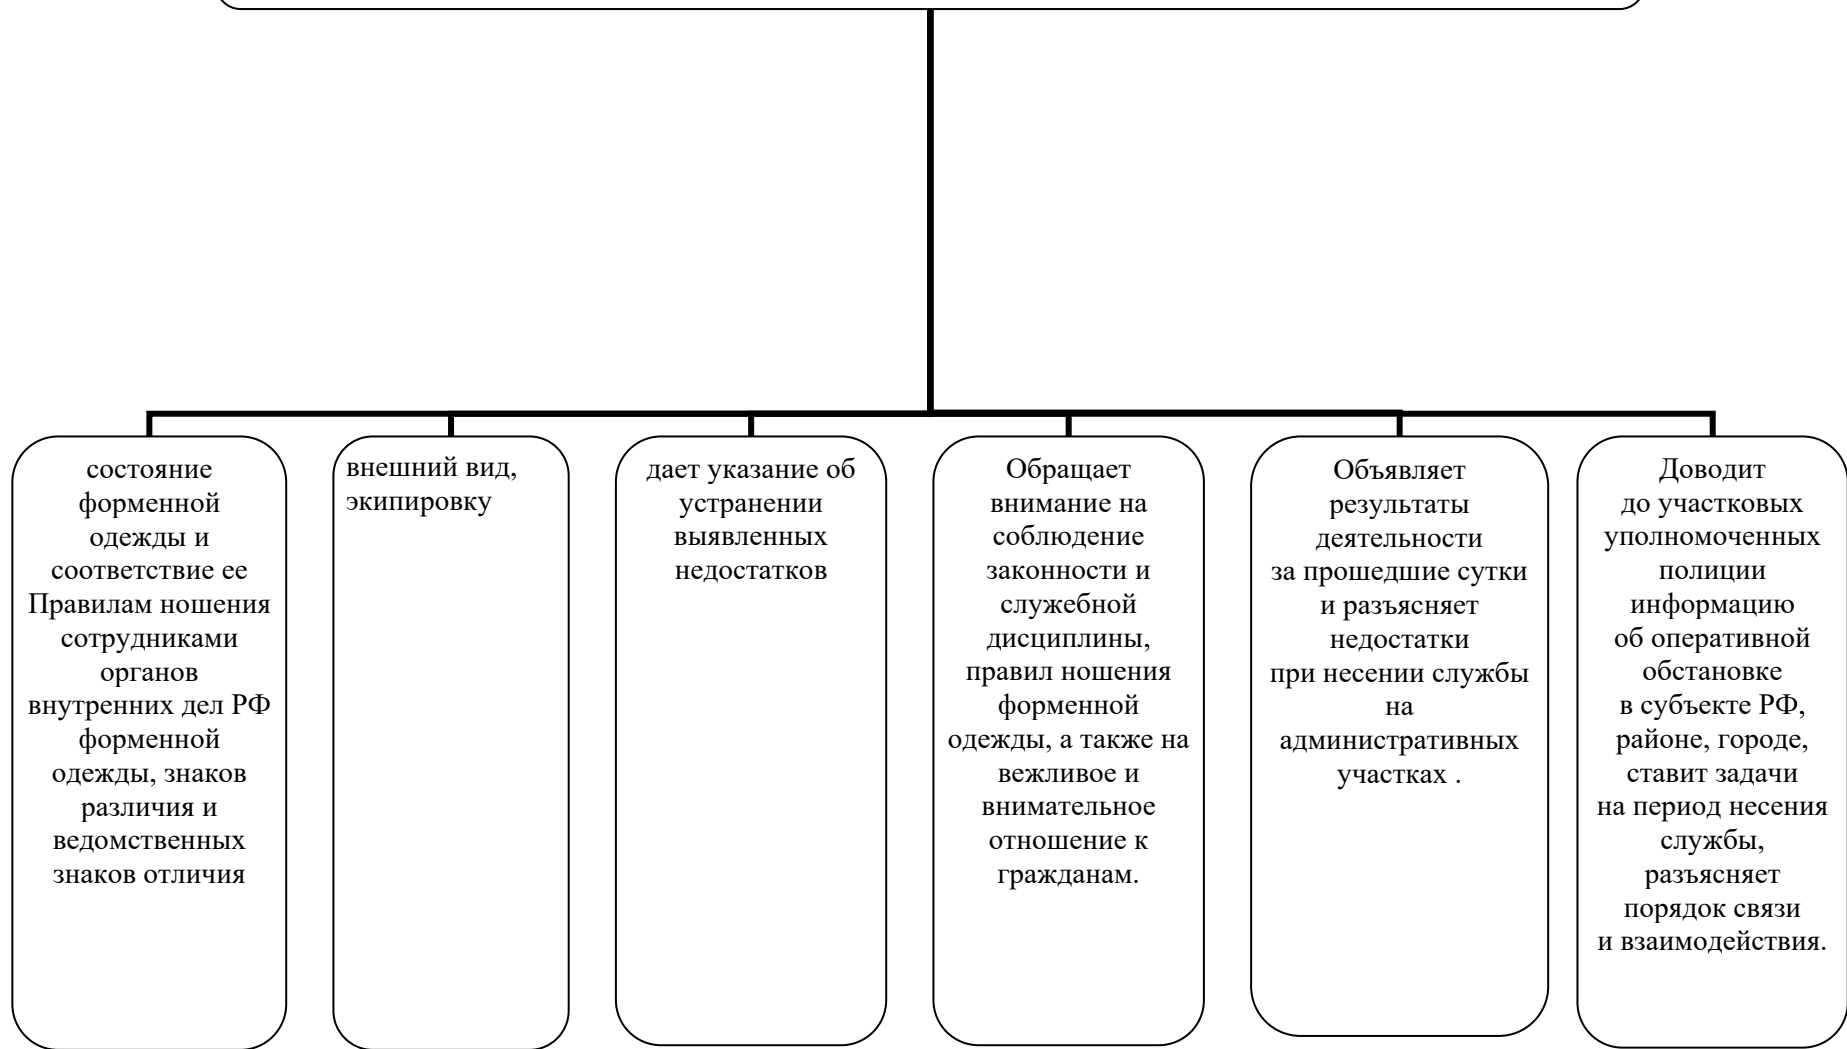 состояние
форменной
одежды и
соответствие ее
Правилам ношения
сотрудниками
органов
внутренних дел РФ
форменной
одежды, знаков
различия и
ведомственных
знаков отличия
внешний вид,
экипировку
дает указание об
устранении
выявленных
недостатков
Обращает
внимание на
соблюдение
законности и
служебной
дисциплины,
правил ношения
форменной
одежды, а также на
вежливое и
внимательное
отношение к
гражданам.
Объявляет
результаты
деятельности
за прошедшие сутки
и разъясняет
недостатки
при несении службы
на
административных
участках .
Доводит
до участковых
уполномоченных
полиции
информацию
об оперативной
обстановке
в субъекте РФ,
районе, городе,
ставит задачи
на период несения
службы,
разъясняет
порядок связи
и взаимодействия.